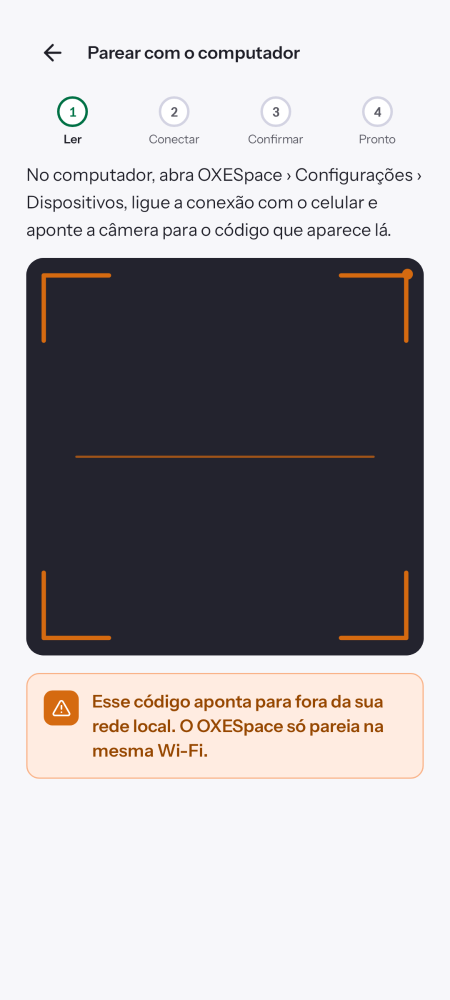 Parear com o computador
1
2
3
4
Ler
Conectar
Confirmar
Pronto
No computador, abra OXESpace › Configurações ›
Dispositivos, ligue a conexão com o celular e
aponte a câmera para o código que aparece lá.
Esse código aponta para fora da sua
rede local. O OXESpace só pareia na
mesma Wi-Fi.